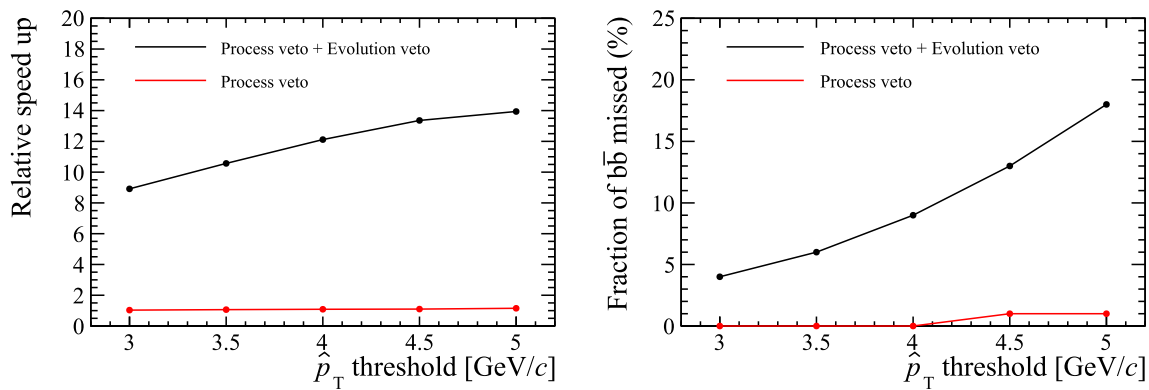 Relative speed up
20
18
16
14
12
10
8
6
4
2
0
Process veto + Evolution veto
Process veto
3 3.5 4 4.5 5
p̂_T threshold [GeV/c]
Fraction of bb̅ missed (%)
25
20
15
10
5
0
Process veto + Evolution veto
Process veto
3 3.5 4 4.5 5
p̂_T threshold [GeV/c]